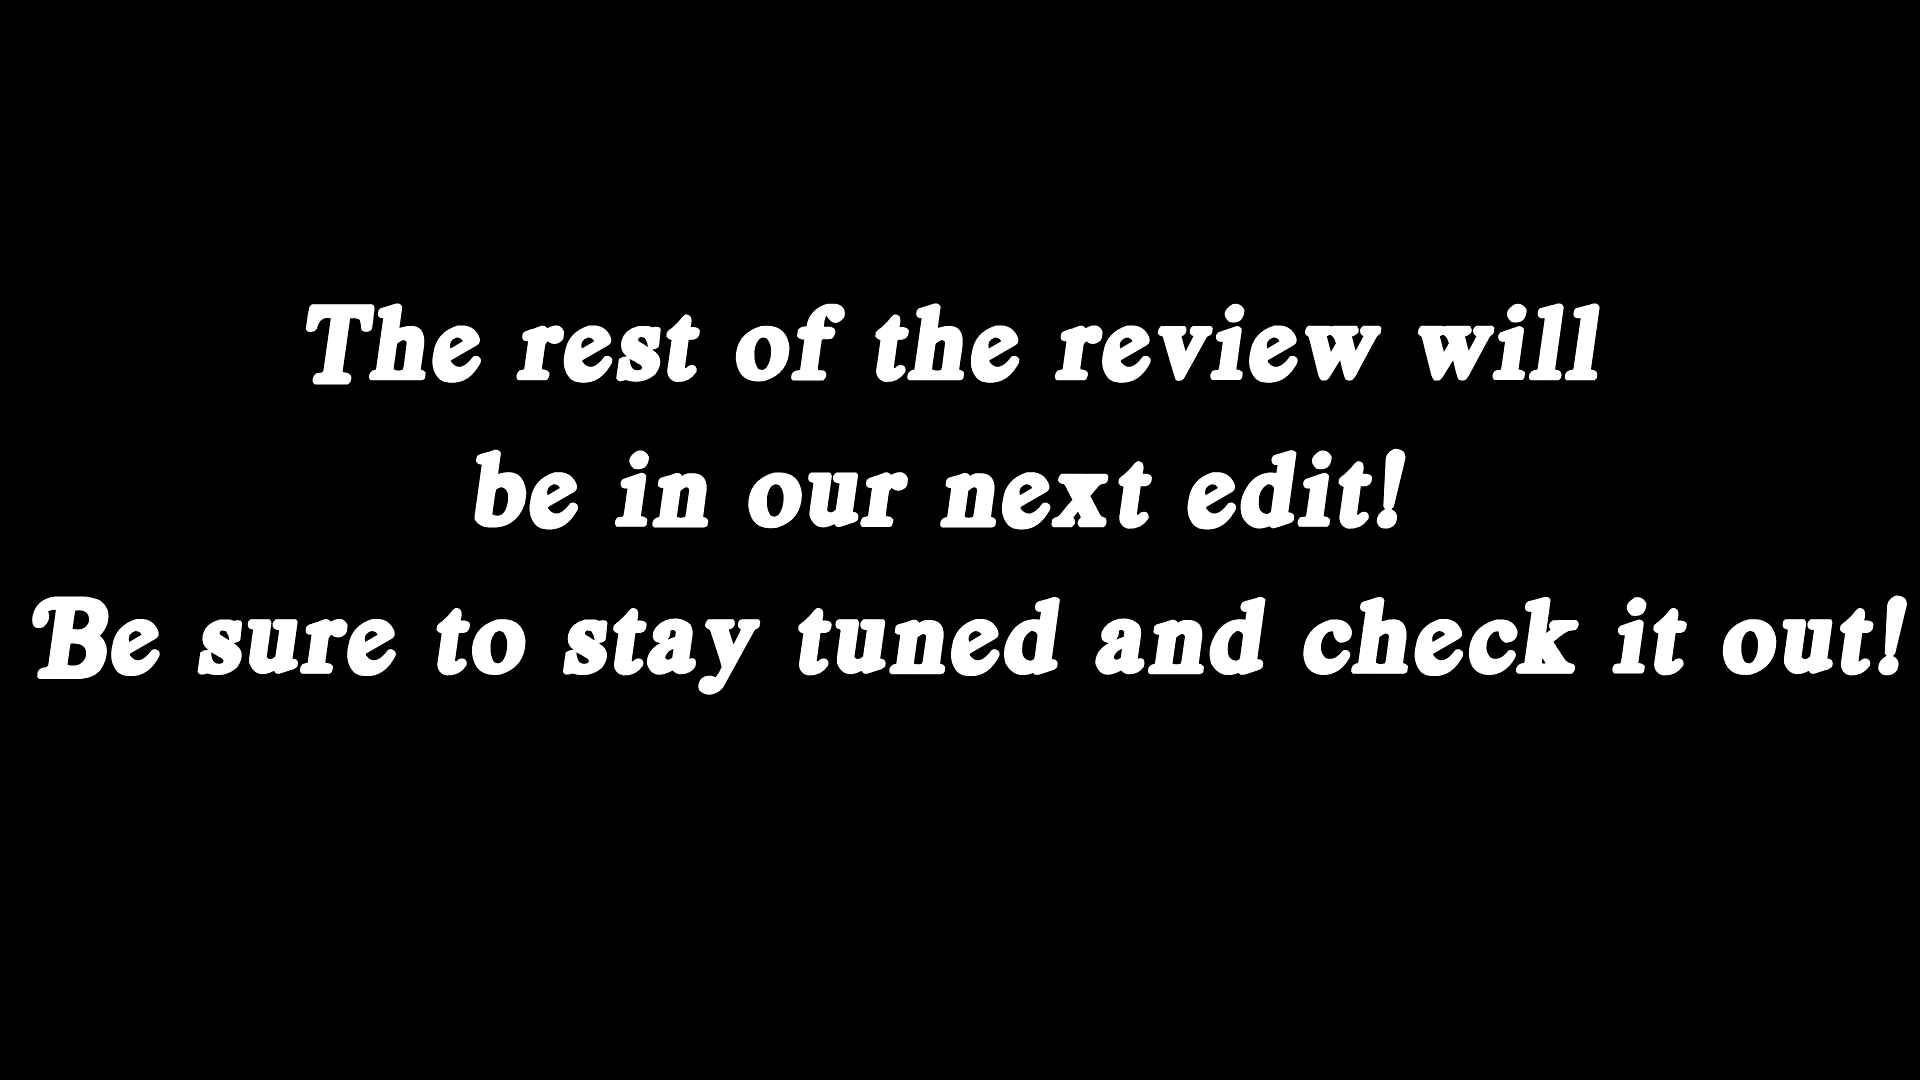 The rest of the review will
be in our next edit!
Be sure to stay tuned and check it out!